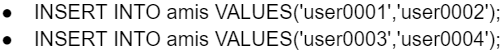 ● INSERT INTO amis VALUES('user0001','user0002');
● INSERT INTO amis VALUES('user0003','user0004');